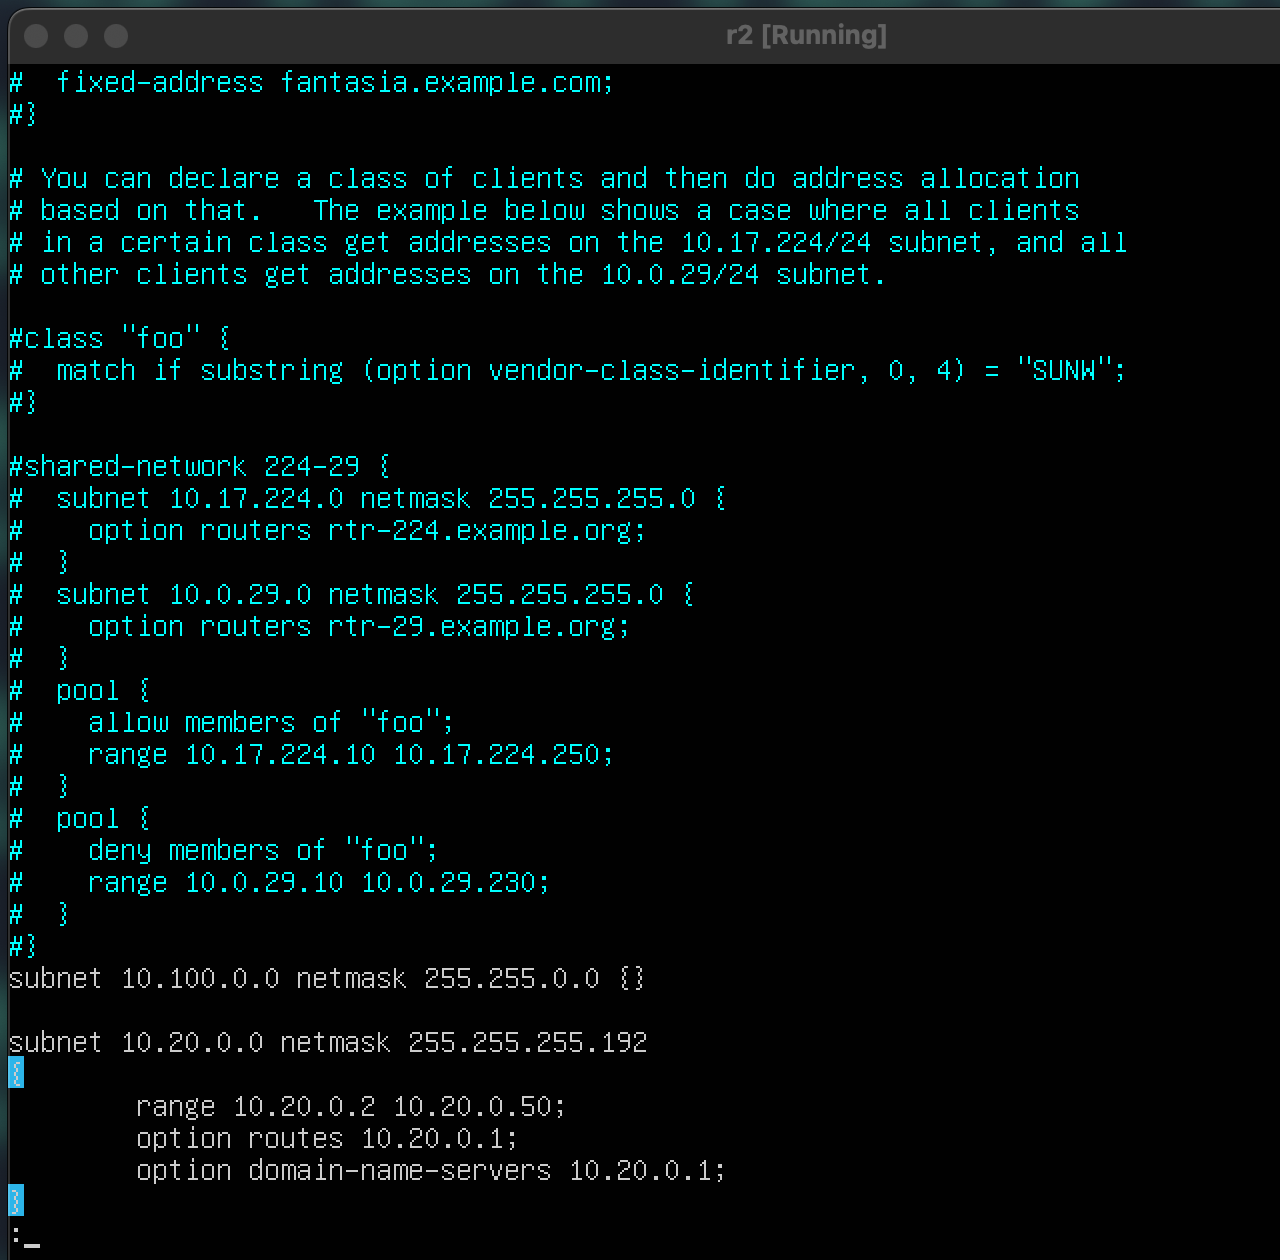 r2 [Running]
#  fixed-address fantasia.example.com;
#}
# You can declare a class of clients and then do address allocation
# based on that.   The example below shows a case where all clients
# in a certain class get addresses on the 10.17.224/24 subnet, and all
# other clients get addresses on the 10.0.29/24 subnet.
#class "foo" {
#  match if substring (option vendor-class-identifier, 0, 4) = "SUNW";
#}
#shared-network 224-29 {
#  subnet 10.17.224.0 netmask 255.255.255.0 {
#    option routers rtr-224.example.org;
#  }
#  subnet 10.0.29.0 netmask 255.255.255.0 {
#    option routers rtr-29.example.org;
#  }
#  pool {
#    allow members of "foo";
#    range 10.17.224.10 10.17.224.250;
#  }
#  pool {
#    deny members of "foo";
#    range 10.0.29.10 10.0.29.230;
#  }
#}
subnet 10.100.0.0 netmask 255.255.0.0 {}
subnet 10.20.0.0 netmask 255.255.255.192
{
        range 10.20.0.2 10.20.0.50;
        option routes 10.20.0.1;
        option domain-name-servers 10.20.0.1;
}
:_